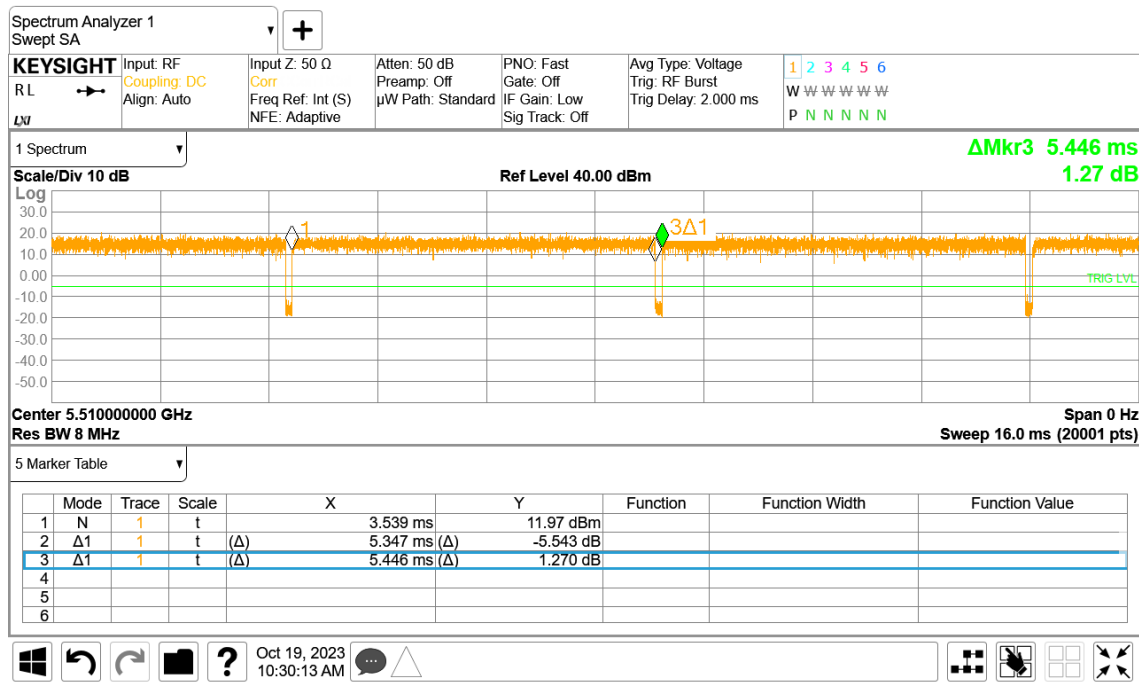 Spectrum Analyzer 1
Swept SA
KEYSIGHT
R L
LXI
Input: RF
Coupling: DC
Align: Auto
Input Z: 50 Ω
Corr
Freq Ref: Int (S)
NFE: Adaptive
Atten: 50 dB
Preamp: Off
µW Path: Standard
PNO: Fast
Gate: Off
IF Gain: Low
Sig Track: Off
Avg Type: Voltage
Trig: RF Burst
Trig Delay: 2.000 ms
1 2 3 4 5 6
W W W W W W
P N N N N N
1 Spectrum
ΔMkr3 5.446 ms
1.27 dB
Scale/Div 10 dB
Ref Level 40.00 dBm
Log
30.0
20.0
10.0
0.00
-10.0
-20.0
-30.0
-40.0
-50.0
1
3Δ1
TRIG LVL
Center 5.510000000 GHz
Span 0 Hz
Res BW 8 MHz
Sweep 16.0 ms (20001 pts)
5 Marker Table
Mode Trace Scale X Y Function Function Width Function Value
1 N 1 t 3.539 ms 11.97 dBm
2 Δ1 1 t (Δ) 5.347 ms (Δ) -5.543 dB
3 Δ1 1 t (Δ) 5.446 ms (Δ) 1.270 dB
4
5
6
?
Oct 19, 2023
10:30:13 AM